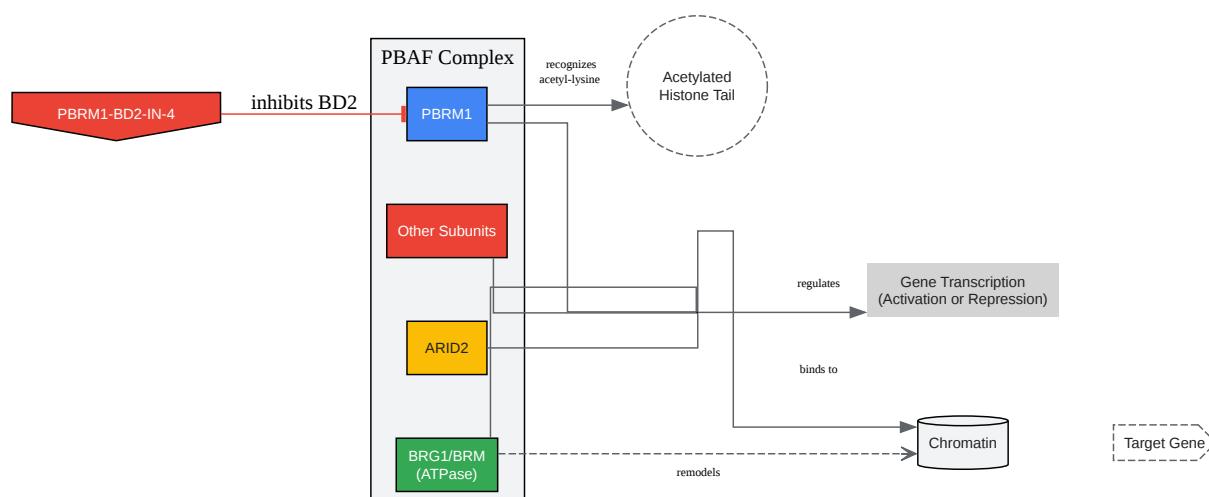 PBAF Complex
recognizes
acetyl-lysine
Acetylated
Histone Tail
PBRM1-BD2-IN-4
inhibits BD2
PBRM1
Other Subunits
regulates
Gene Transcription
(Activation or Repression)
ARID2
binds to
BRG1/BRM
(ATPase)
remodels
Chromatin
Target Gene